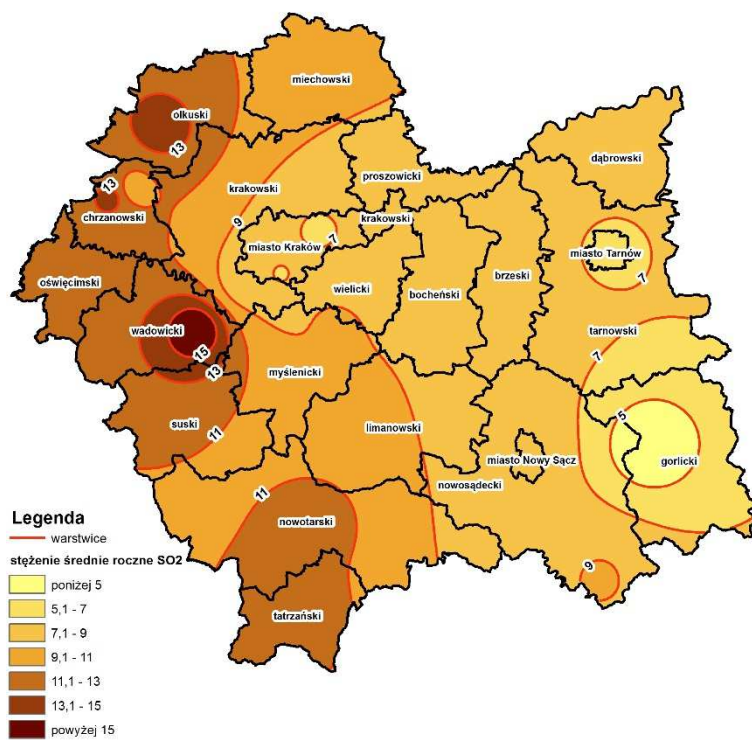 miechowski
olkuski
13
dąbrowski
13
krakowski
proszowicki
chrzanowski
9
krakowski
miasto Kraków
7
miasto Tarnów
oświęcimski
wielicki
bocheński
brzeski
7
wadowicki
tarnowski
15
7
13
myślenicki
5
suski
11
limanowski
miasto Nowy Sącz
gorlicki
nowosądecki
11
nowotarski
9
tatrzański
Legenda
warstwice
stężenie średnie roczne SO2
poniżej 5
5,1 - 7
7,1 - 9
9,1 - 11
11,1 - 13
13,1 - 15
powyżej 15